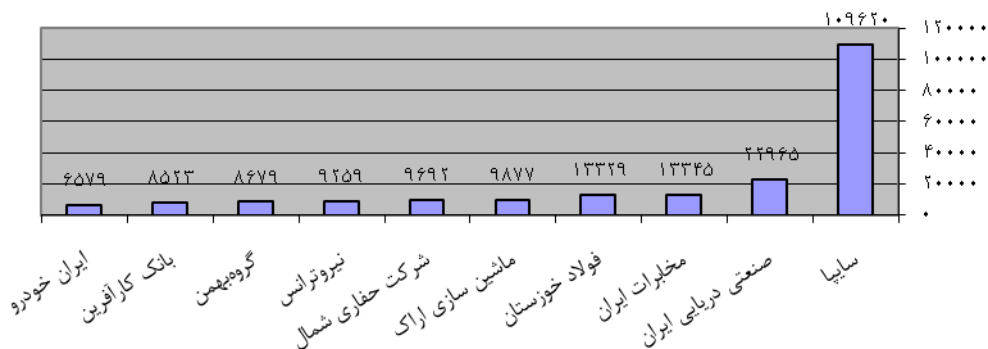 ۱۰۹۶۲۰
۲۲۹۶۵
۱۳۳۴۵
۱۳۳۲۹
۹۸۷۷
۹۶۹۲
۹۲۵۹
۸۶۷۹
۸۵۲۳
۶۵۷۹
۱۲۰۰۰۰
۱۰۰۰۰۰
۸۰۰۰۰
۶۰۰۰۰
۴۰۰۰۰
۲۰۰۰۰
۰
سایپا
صنعتی دریایی ایران
مخابرات ایران
فولاد خوزستان
ماشین سازی اراک
شرکت حفاری شمال
نیروترانس
گروه‌بهمن
بانک کارآفرین
ایران خودرو